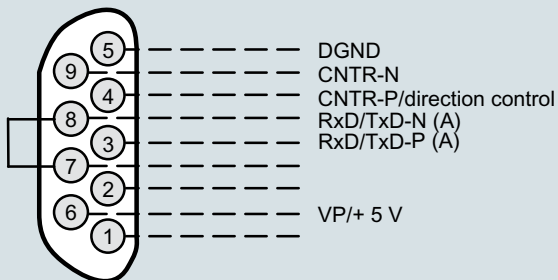 5 DGND
9 CNTR-N
4 CNTR-P/direction control
8 RxD/TxD-N (A)
3 RxD/TxD-P (A)
7
2
6 VP/+ 5 V
1